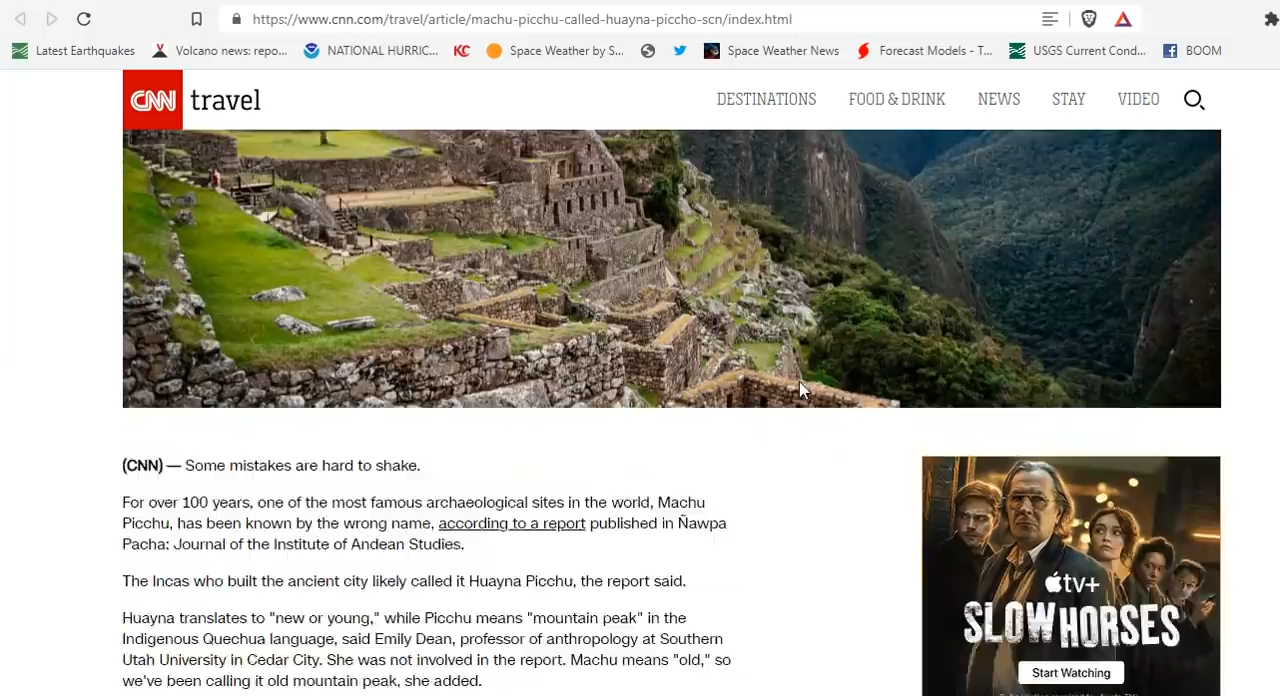 https://www.cnn.com/travel/article/machu-picchu-called-huayna-piccho-scn/index.html
Latest Earthquakes Volcano news: repo... NATIONAL HURRIC... KC Space Weather by S... Space Weather News Forecast Models - T... USGS Current Cond... BOOM
CNN travel DESTINATIONS FOOD & DRINK NEWS STAY VIDEO
(CNN) — Some mistakes are hard to shake.
For over 100 years, one of the most famous archaeological sites in the world, Machu
Picchu, has been known by the wrong name, according to a report published in Ñawpa
Pacha: Journal of the Institute of Andean Studies.
The Incas who built the ancient city likely called it Huayna Picchu, the report said.
Huayna translates to "new or young," while Picchu means "mountain peak" in the
Indigenous Quechua language, said Emily Dean, professor of anthropology at Southern
Utah University in Cedar City. She was not involved in the report. Machu means "old," so
we've been calling it old mountain peak, she added.
tv+
SLOW HORSES
Start Watching